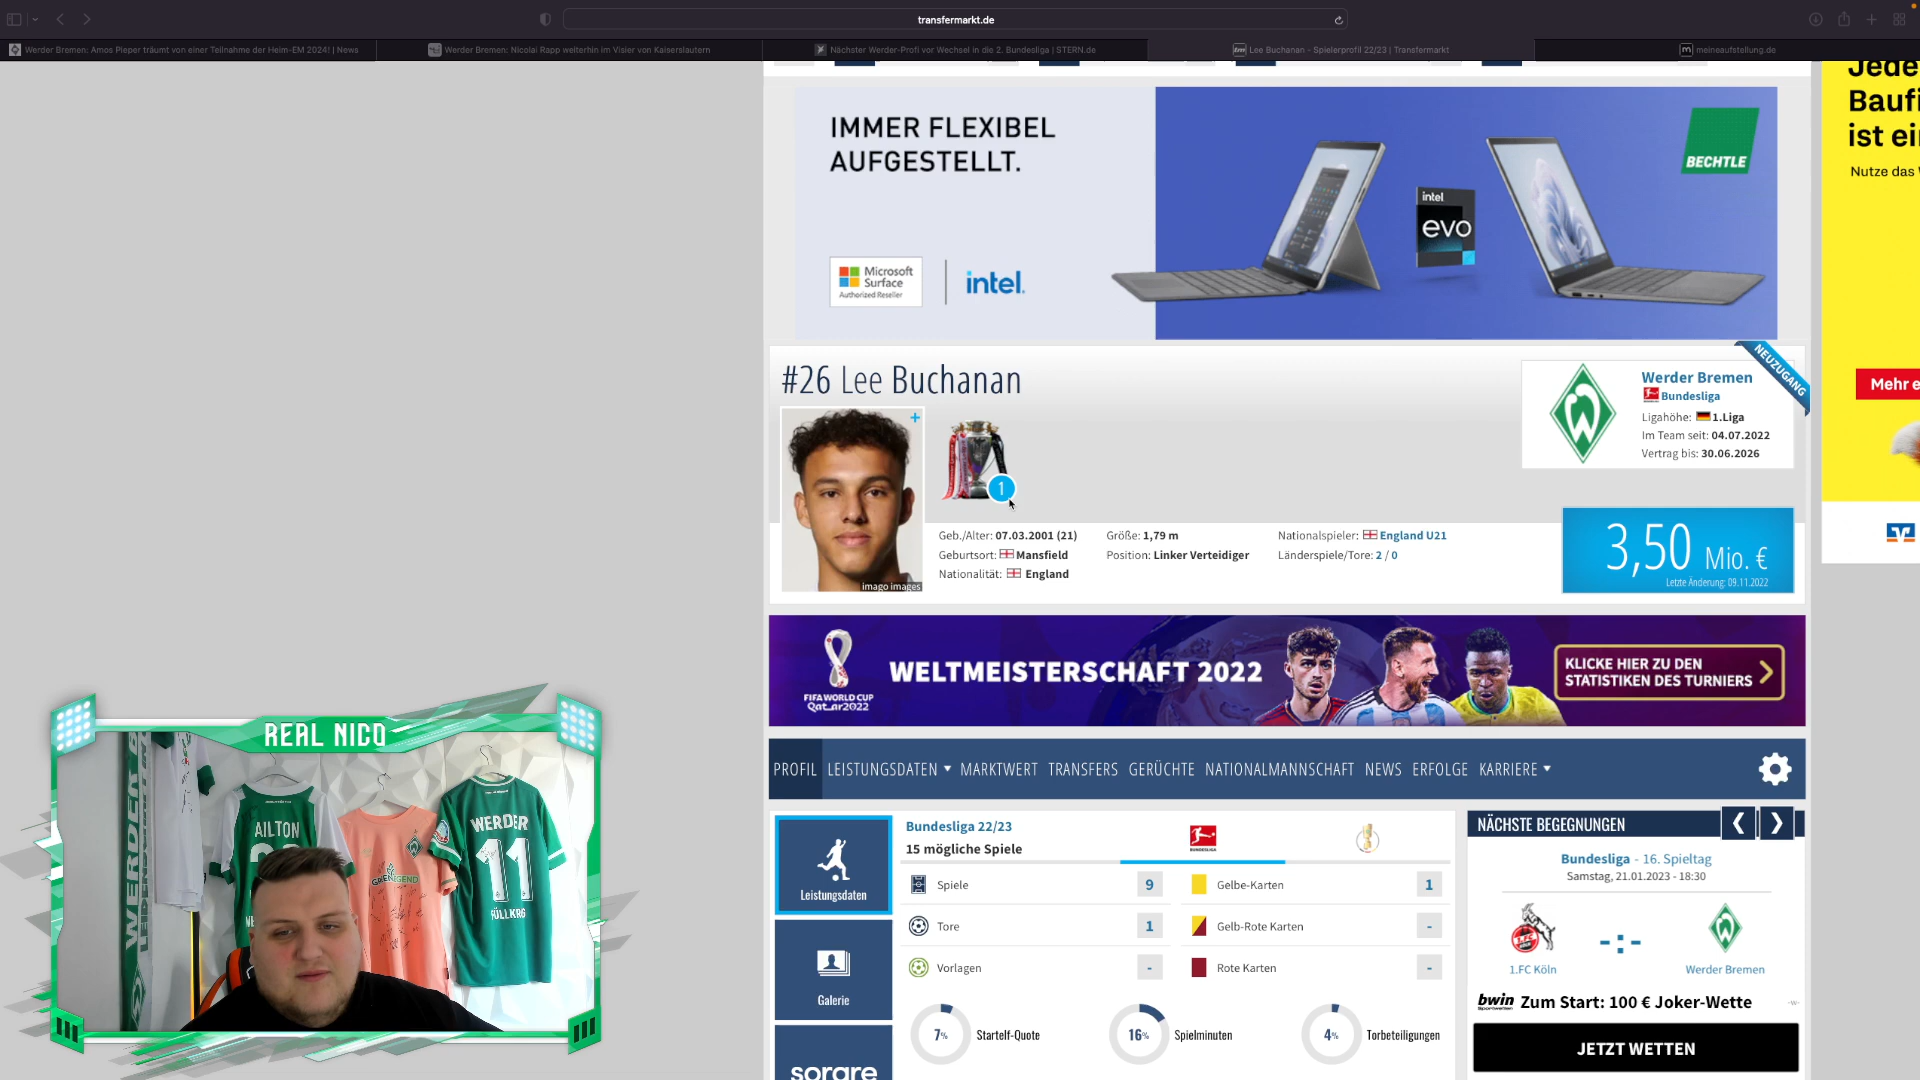 transfermarkt.de
Werder Bremen: Amos Pieper träumt von einer Teilnahme der Heim-EM 2024! | News
Werder Bremen: Nicolai Rapp weiterhin im Visier von Kaiserslautern
Nächster Werder-Profi vor Wechsel in die 2. Bundesliga | STERN.de
Lee Buchanan - Spielerprofil 22/23 | Transfermarkt
meineaufstellung.de
IMMER FLEXIBEL
AUFGESTELLT.
BECHTLE
intel
evo
Microsoft
Surface
Authorized Reseller
intel.
Jede
Baufi
ist ei
Nutze das
Mehr e
#26 Lee Buchanan
NEUZUGANG
Werder Bremen
Bundesliga
Ligahöhe: 1.Liga
Im Team seit: 04.07.2022
Vertrag bis: 30.06.2026
1
imago images
Geb./Alter: 07.03.2001 (21)
Geburtsort: Mansfield
Nationalität: England
Größe: 1,79 m
Position: Linker Verteidiger
Nationalspieler: England U21
Länderspiele/Tore: 2 / 0
3,50 Mio. €
Letzte Änderung: 09.11.2022
FIFA WORLD CUP
Qatar2022
WELTMEISTERSCHAFT 2022
KLICKE HIER ZU DEN
STATISTIKEN DES TURNIERS
PROFIL LEISTUNGSDATEN MARKTWERT TRANSFERS GERÜCHTE NATIONALMANNSCHAFT NEWS ERFOLGE KARRIERE
Leistungsdaten
Galerie
sorare
Bundesliga 22/23
15 mögliche Spiele
BUNDESLIGA
Spiele 9
Gelbe-Karten 1
Tore 1
Gelb-Rote Karten -
Vorlagen -
Rote Karten -
7% Startelf-Quote
16% Spielminuten
4% Torbeteiligungen
NÄCHSTE BEGEGNUNGEN
Bundesliga - 16. Spieltag
Samstag, 21.01.2023 - 18:30
-:-
1.FC Köln
Werder Bremen
bwin Zum Start: 100 € Joker-Wette
JETZT WETTEN
REAL NICO
WERDER B
AILTON
WERDER
11
FÜLLKRG